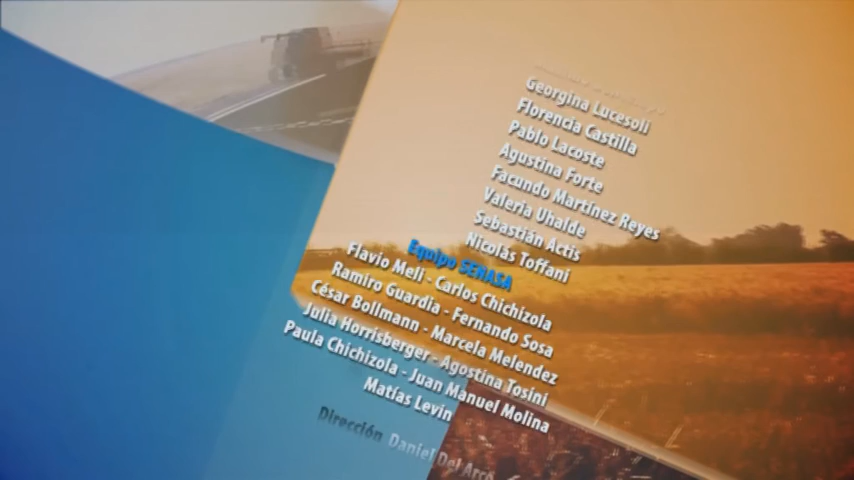 Georgina Lucesoli
Florencia Castilla
Pablo Lacoste
Agustina Forte
Facundo Martínez Reyes
Valeria Uhalde
Sebastián Actis
Nicolás Toffani
Equipo SENASA
Flavio Meli - Carlos Chichizola
Ramiro Guardia - Fernando Sosa
César Bollmann - Marcela Melendez
Julia Horrisberger - Agostina Tosini
Paula Chichizola - Juan Manuel Molina
Matías Levin
Dirección Daniel Del Arco